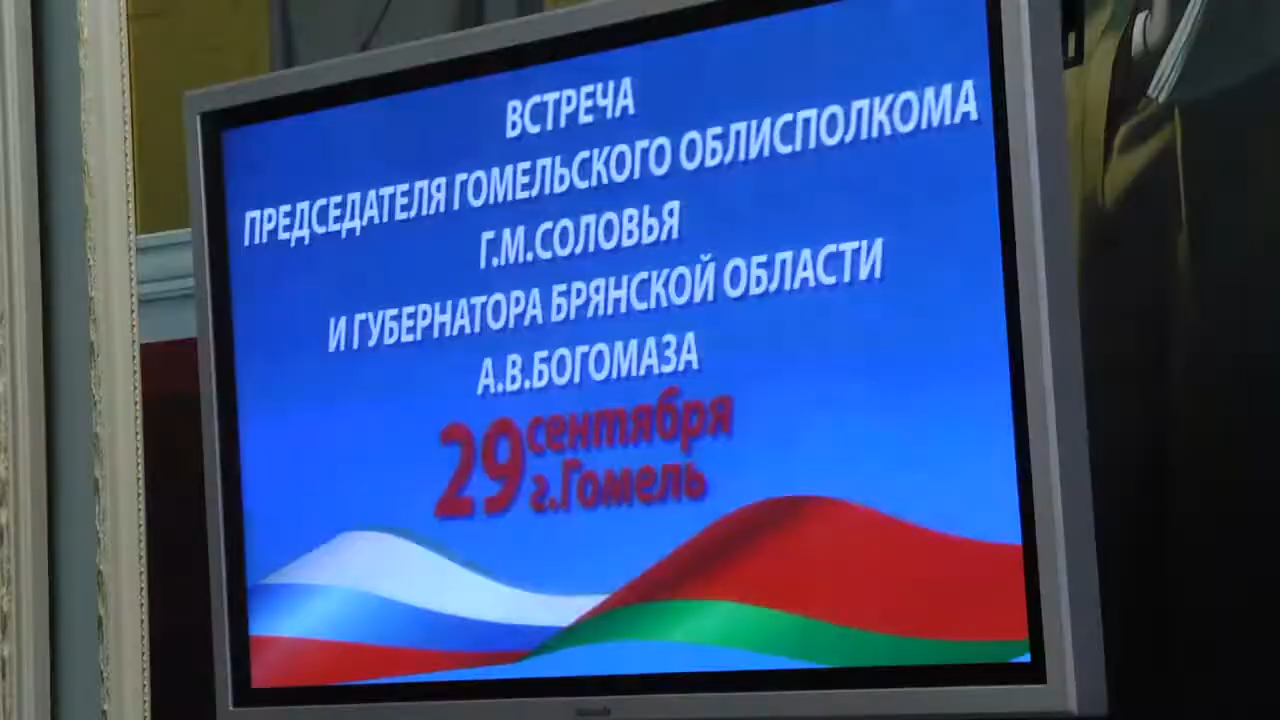 ВСТРЕЧА
ПРЕДСЕДАТЕЛЯ ГОМЕЛЬСКОГО ОБЛИСПОЛКОМА
Г.М.СОЛОВЬЯ
И ГУБЕРНАТОРА БРЯНСКОЙ ОБЛАСТИ
А.В.БОГОМАЗА
29 сентября
г.Гомель